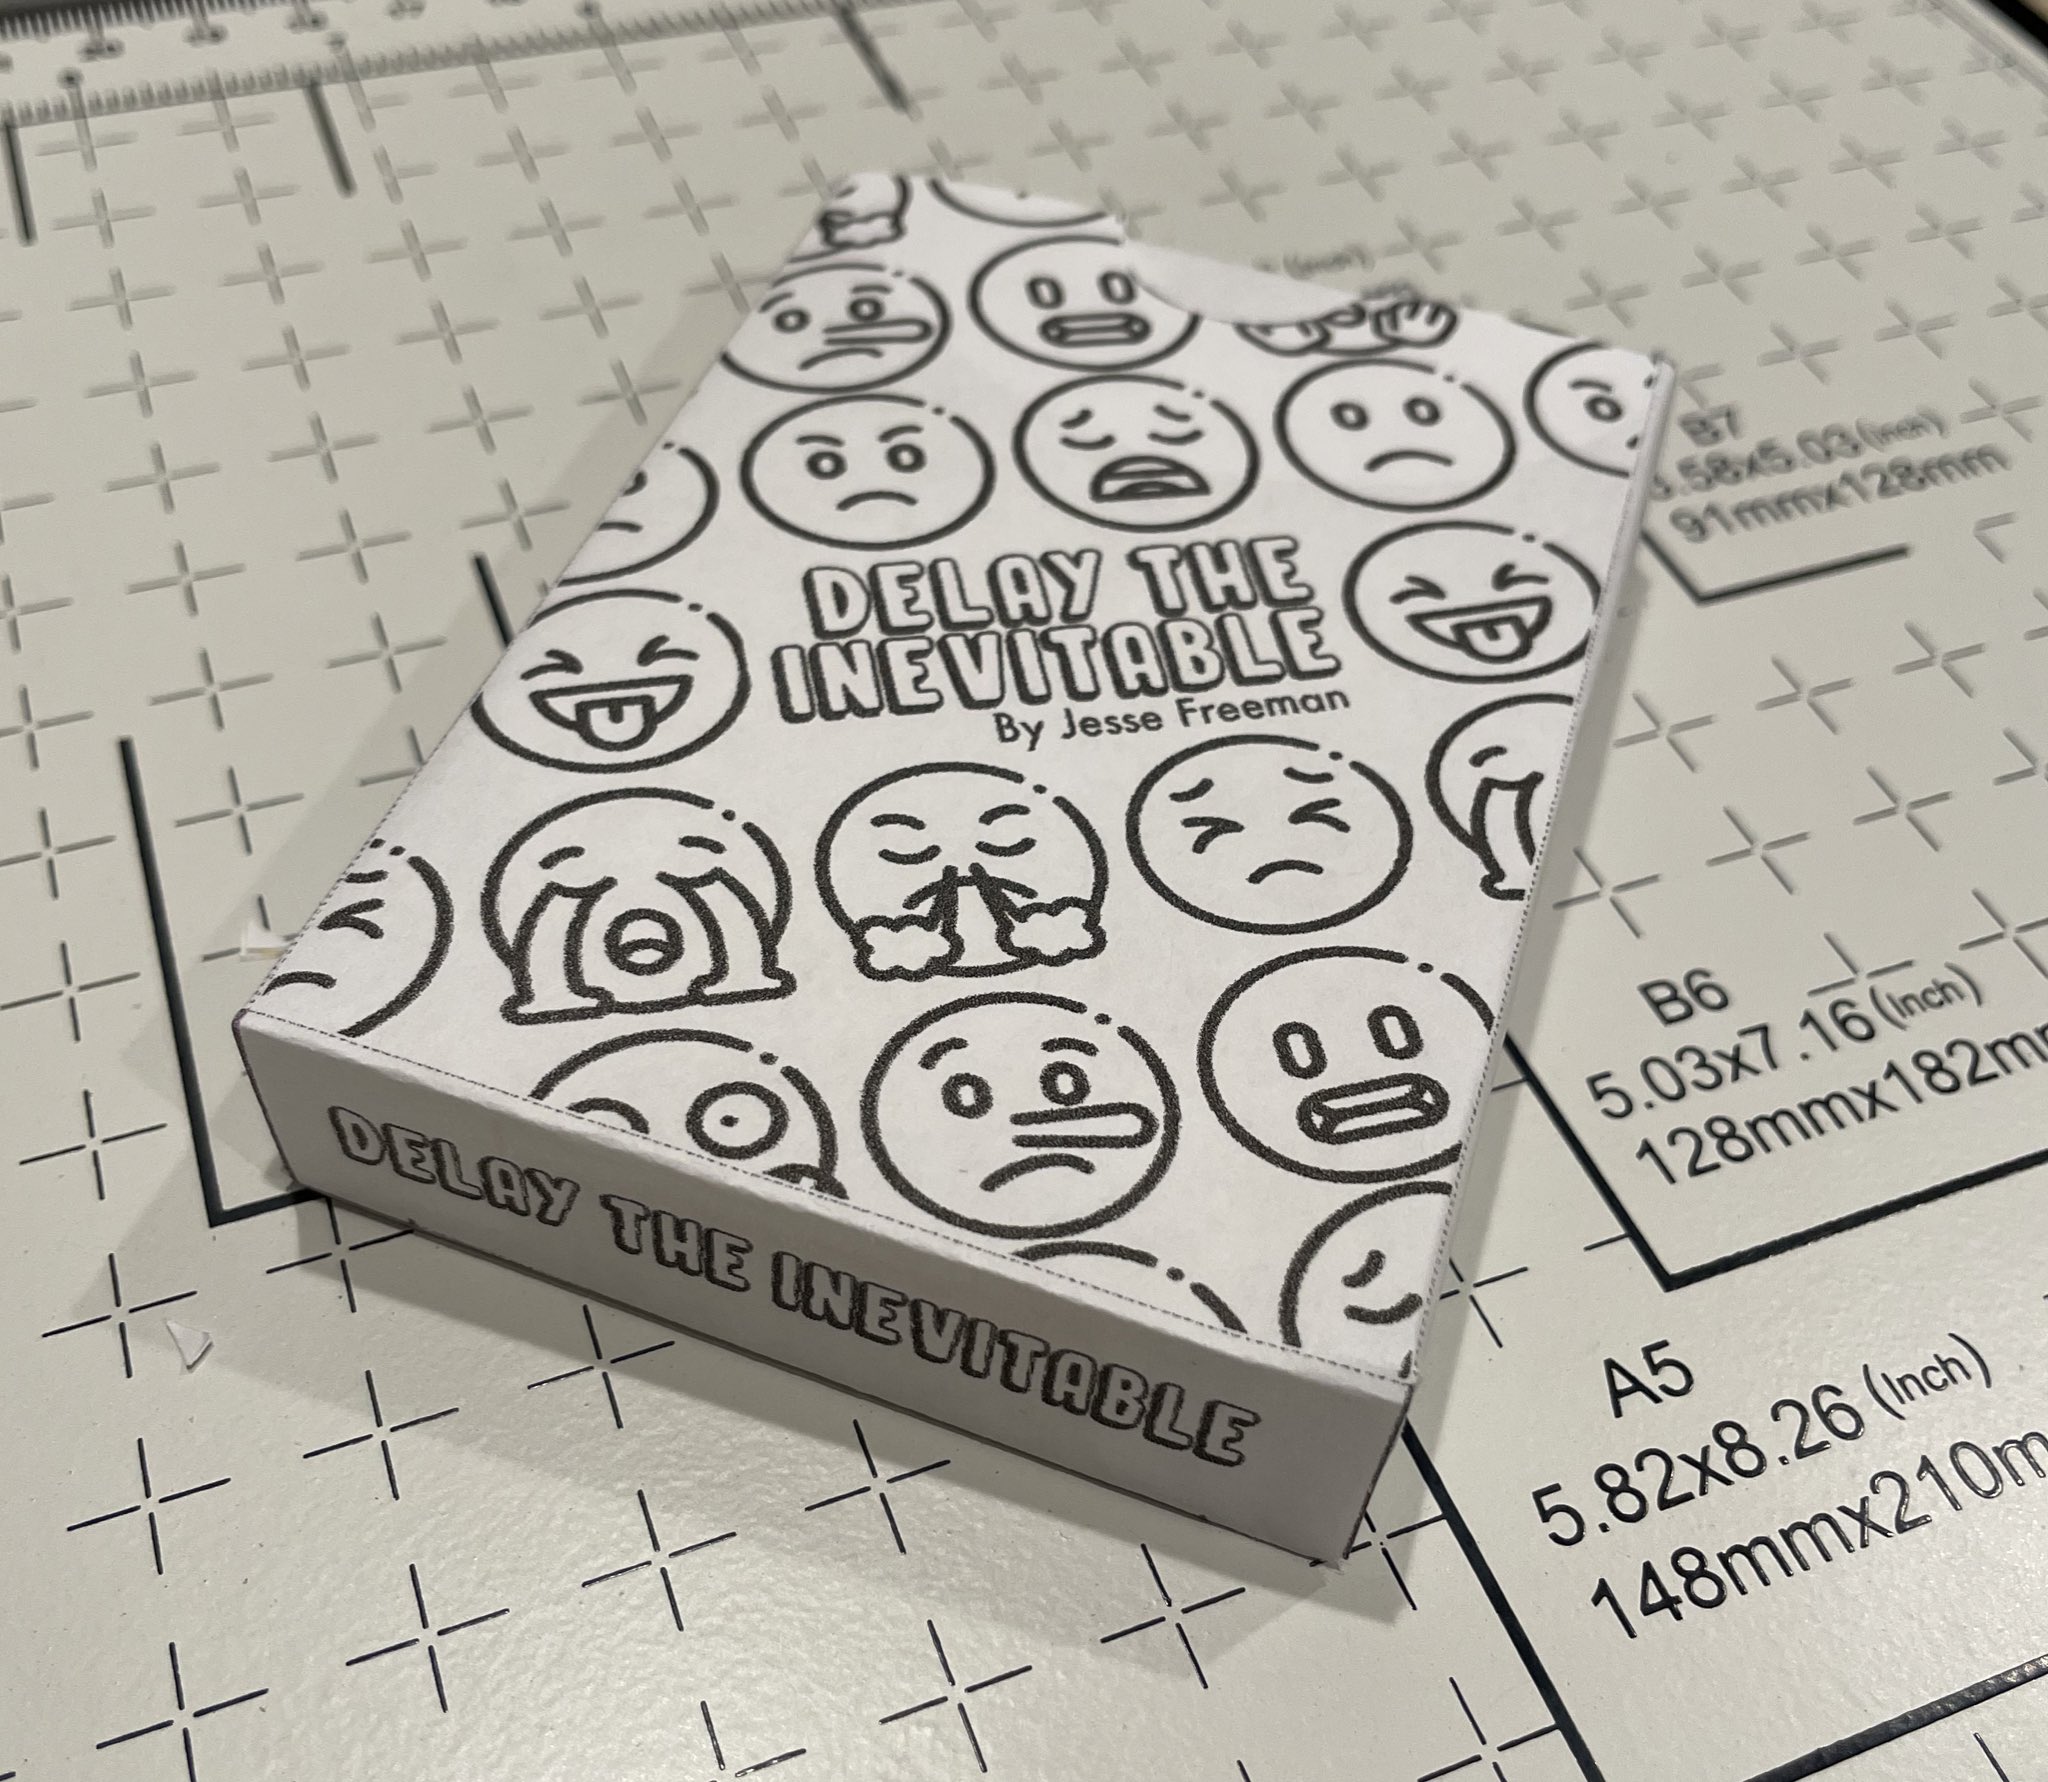 DELAY THE
INEVITABLE
By Jesse Freeman
DELAY THE INEVITABLE
B7
3.58x5.03(inch)
91mmx128mm
B6
5.03x7.16(Inch)
128mmx182mm
A5
5.82x8.26(Inch)
148mmx210m